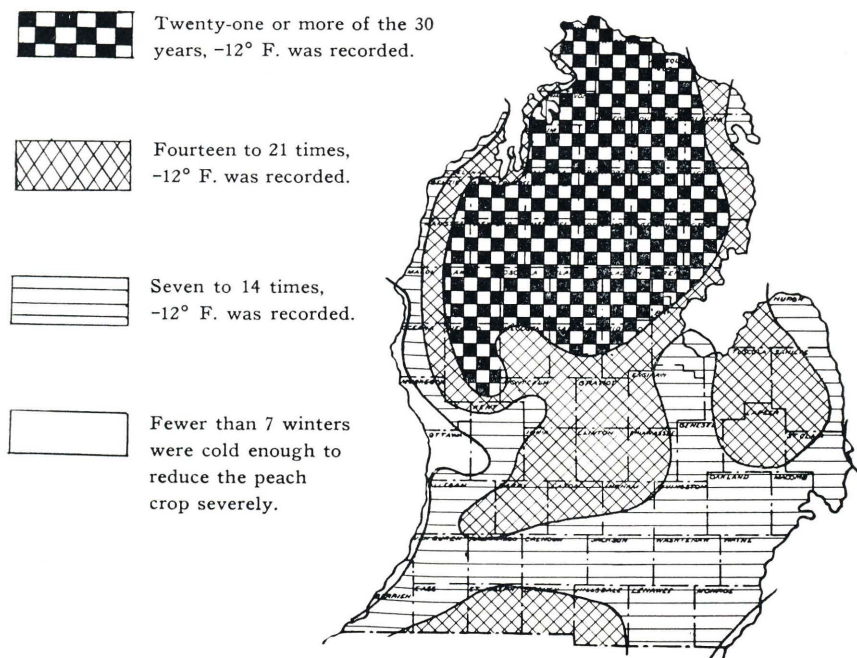 Twenty-one or more of the 30
years, -12° F. was recorded.
Fourteen to 21 times,
-12° F. was recorded.
Seven to 14 times,
-12° F. was recorded.
Fewer than 7 winters
were cold enough to
reduce the peach
crop severely.
HURON
TUSCOLA SANILAC
MONTCALM GRATIOT SAGINAW
KENT LAPEER
OTTAWA IONIA CLINTON SHIAWASSEE GENESEE ST CLAIR
ALLEGAN BARRY EATON INGHAM LIVINGSTON OAKLAND MACOMB
CALHOUN JACKSON WASHTENAW WAYNE
BERRIEN CASS HILLSDALE LENAWEE MONROE